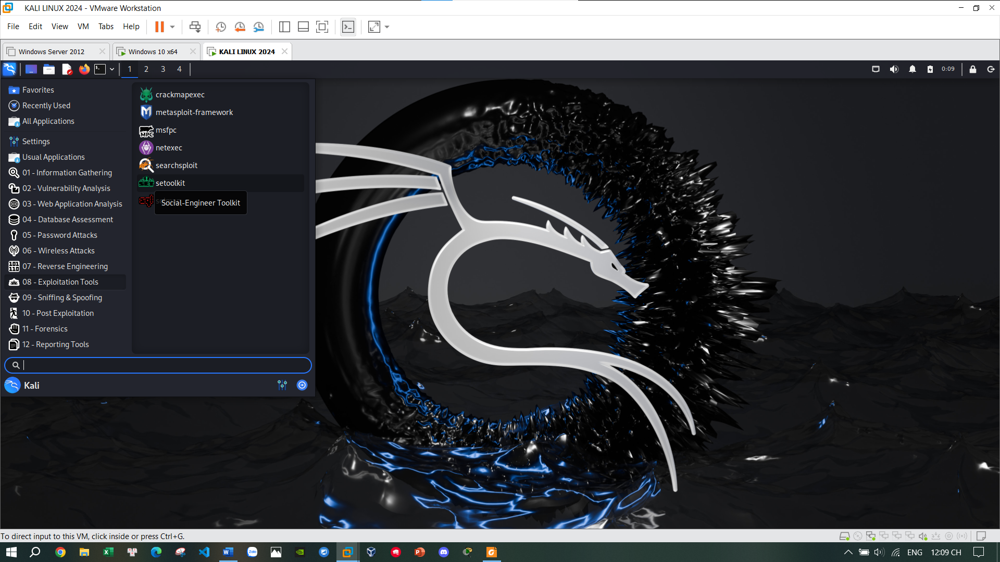 KALI LINUX 2024 - VMware Workstation
File Edit View VM Tabs Help
Windows Server 2012 Windows 10 x64 KALI LINUX 2024
1 2 3 4 0:09
Favorites
Recently Used
All Applications
Settings
Usual Applications
01 - Information Gathering
02 - Vulnerability Analysis
03 - Web Application Analysis
04 - Database Assessment
05 - Password Attacks
06 - Wireless Attacks
07 - Reverse Engineering
08 - Exploitation Tools
09 - Sniffing & Spoofing
10 - Post Exploitation
11 - Forensics
12 - Reporting Tools
crackmapexec
metasploit-framework
MPC msfpc
netexec
searchsploit
SET setoolkit
sql
Social-Engineer Toolkit
Kali
To direct input to this VM, click inside or press Ctrl+G.
Zalo
ENG 12:09 CH